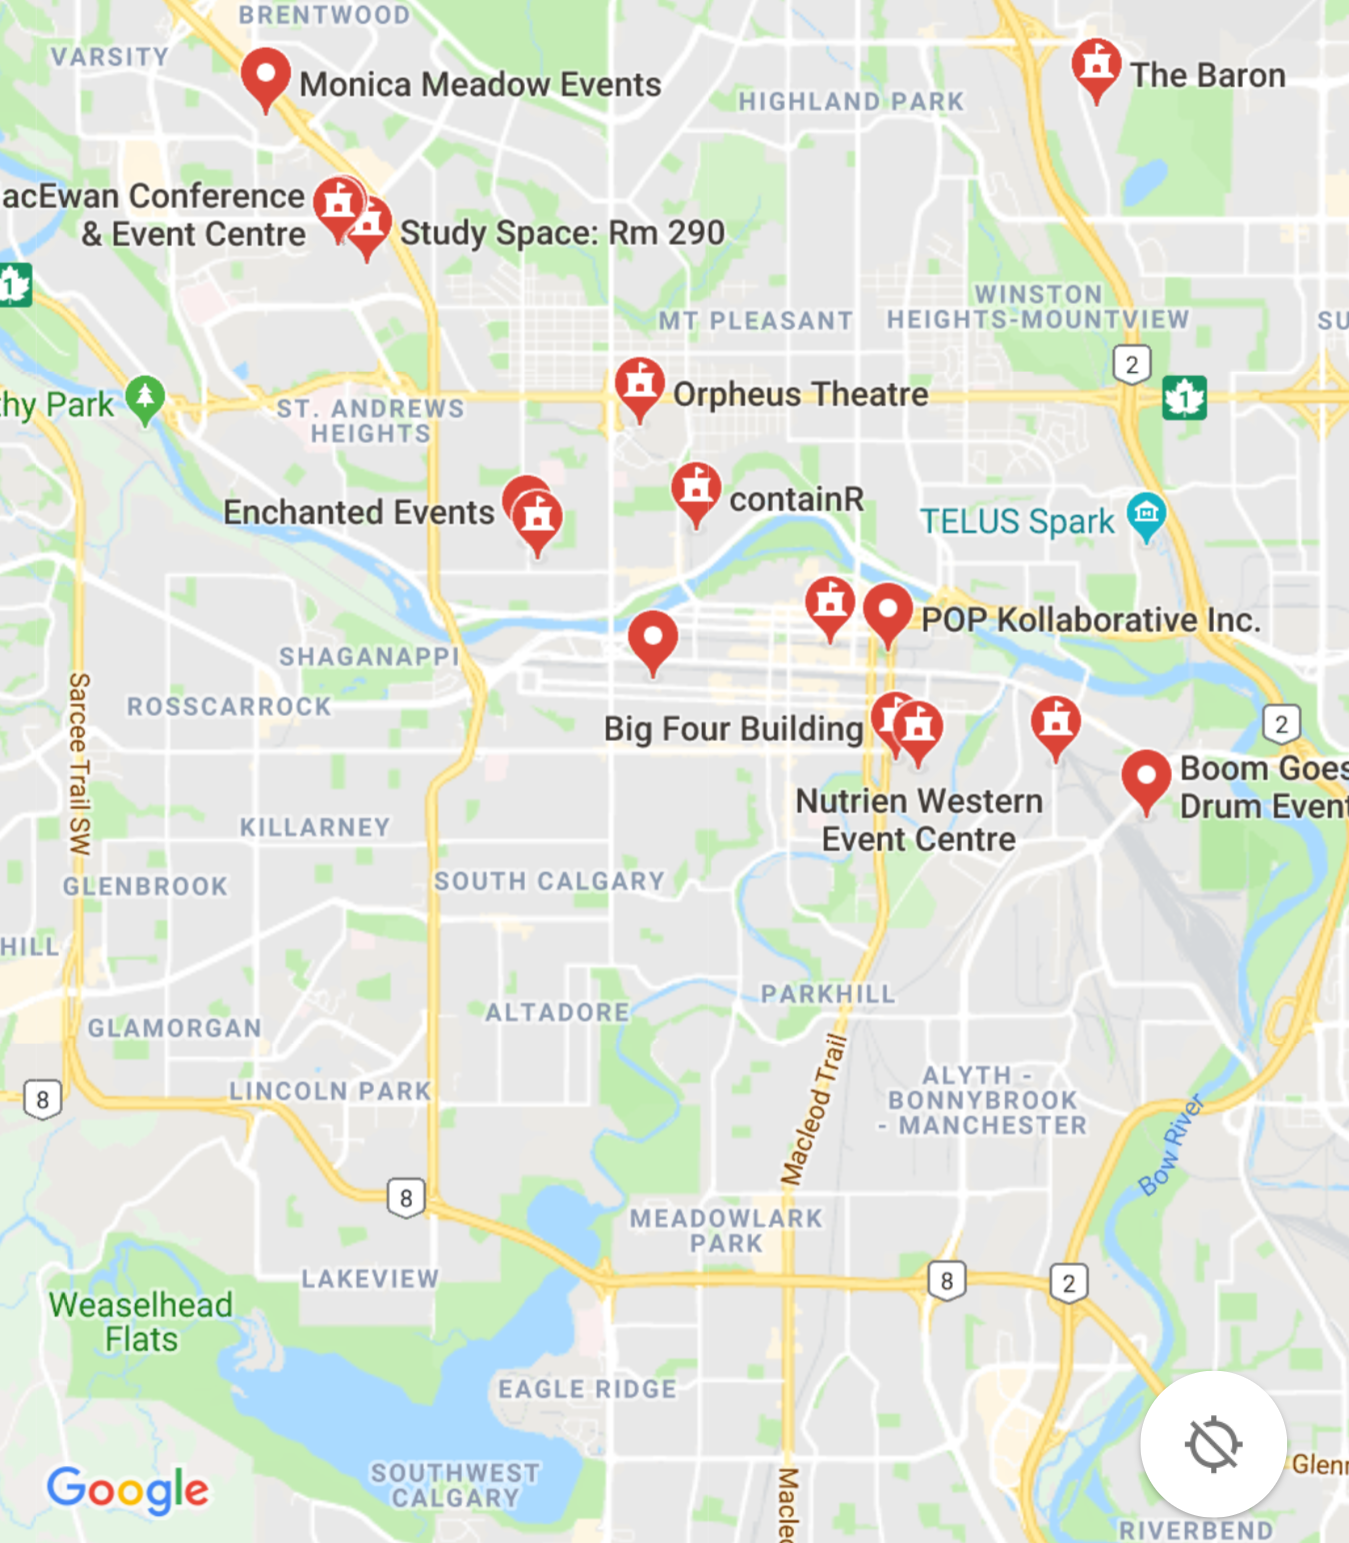 BRENTWOOD
VARSITY
Monica Meadow Events
The Baron
HIGHLAND PARK
acEwan Conference
& Event Centre
Study Space: Rm 290
1
WINSTON
HEIGHTS-MOUNTVIEW
MT PLEASANT
SU
2
1
Orpheus Theatre
thy Park
ST. ANDREWS
HEIGHTS
containR
Enchanted Events
TELUS Spark
POP Kollaborative Inc.
SHAGANAPPI
ROSSCARROCK
Sarcee Trail SW
Big Four Building
2
Boom Goes
Drum Event
Nutrien Western
Event Centre
KILLARNEY
GLENBROOK
SOUTH CALGARY
HILL
PARKHILL
ALTADORE
GLAMORGAN
LINCOLN PARK
8
Macleod Trail
ALYTH -
BONNYBROOK
- MANCHESTER
Bow River
8
MEADOWLARK
PARK
LAKEVIEW
8
2
Weaselhead
Flats
EAGLE RIDGE
Google
SOUTHWEST
CALGARY
Macleo
Glenm
RIVERBEND